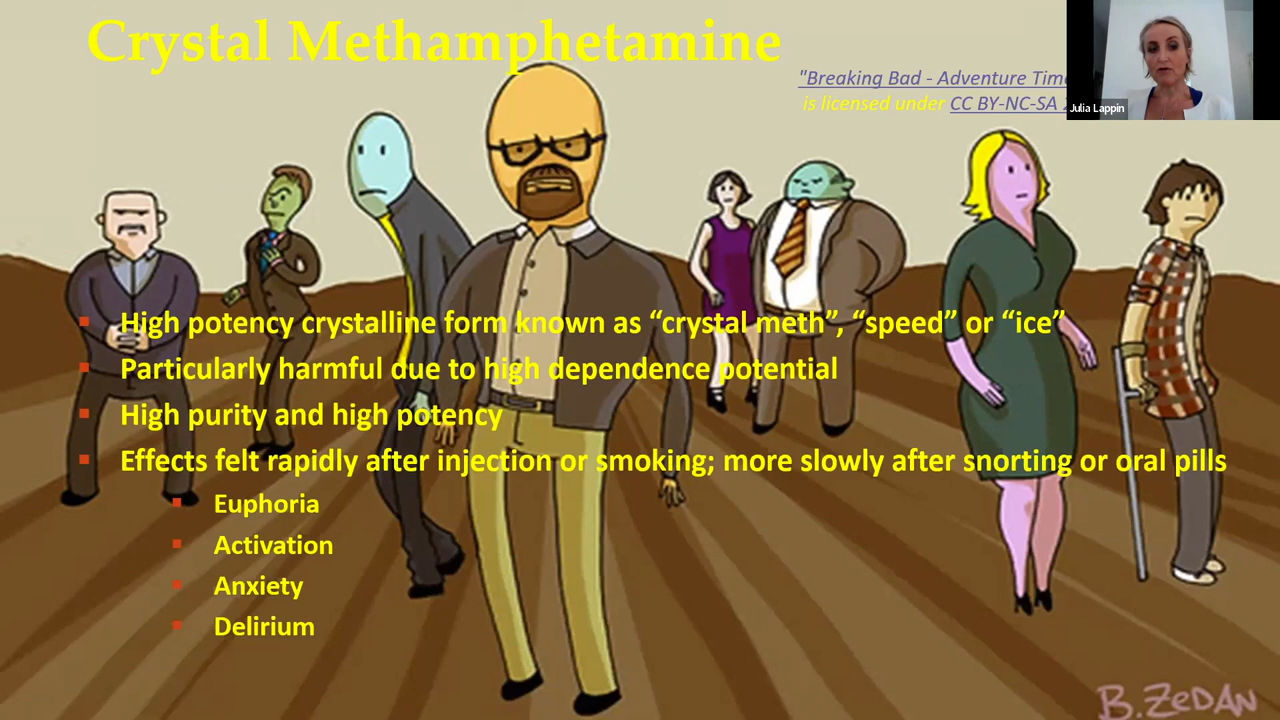 Crystal Methamphetamine
"Breaking Bad - Adventure Tim
is licensed under CC BY-NC-SA
Julia Lappin
High potency crystalline form known as “crystal meth”, “speed” or “ice”
Particularly harmful due to high dependence potential
High purity and high potency
Effects felt rapidly after injection or smoking; more slowly after snorting or oral pills
Euphoria
Activation
Anxiety
Delirium
B.ZEDAN